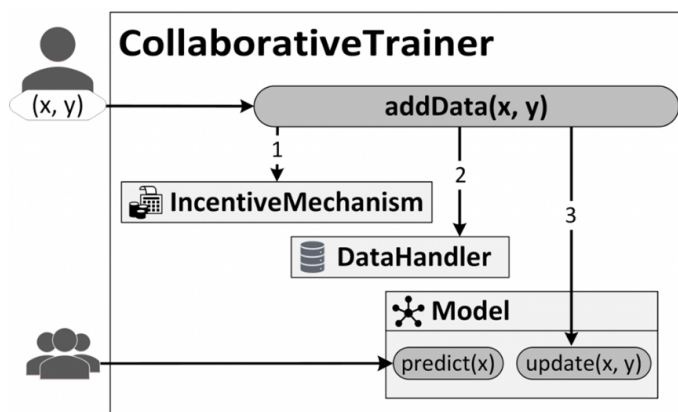 CollaborativeTrainer
(x, y)
addData(x, y)
1
2
3
IncentiveMechanism
DataHandler
Model
predict(x)
update(x, y)